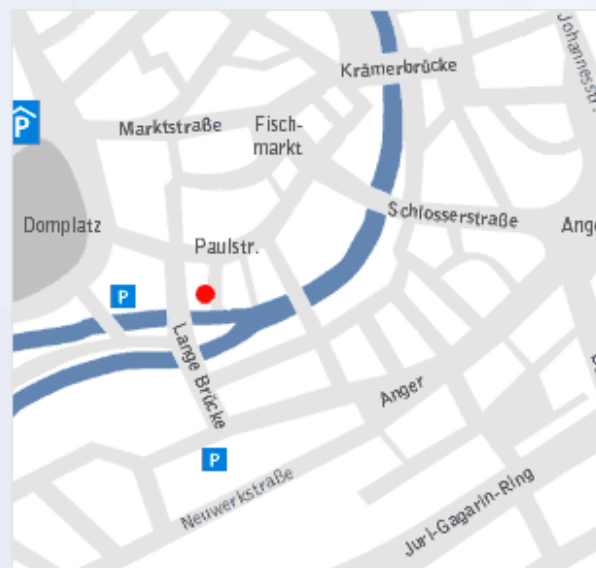 Johannesstr
Krämerbrücke
P
Marktstraße
Fisch-
markt
Schlosserstraße
Domplatz
Ange
Paulstr.
P
Lange Brücke
Anger
P
Neuwerkstraße
Juri-Gagarin-Ring